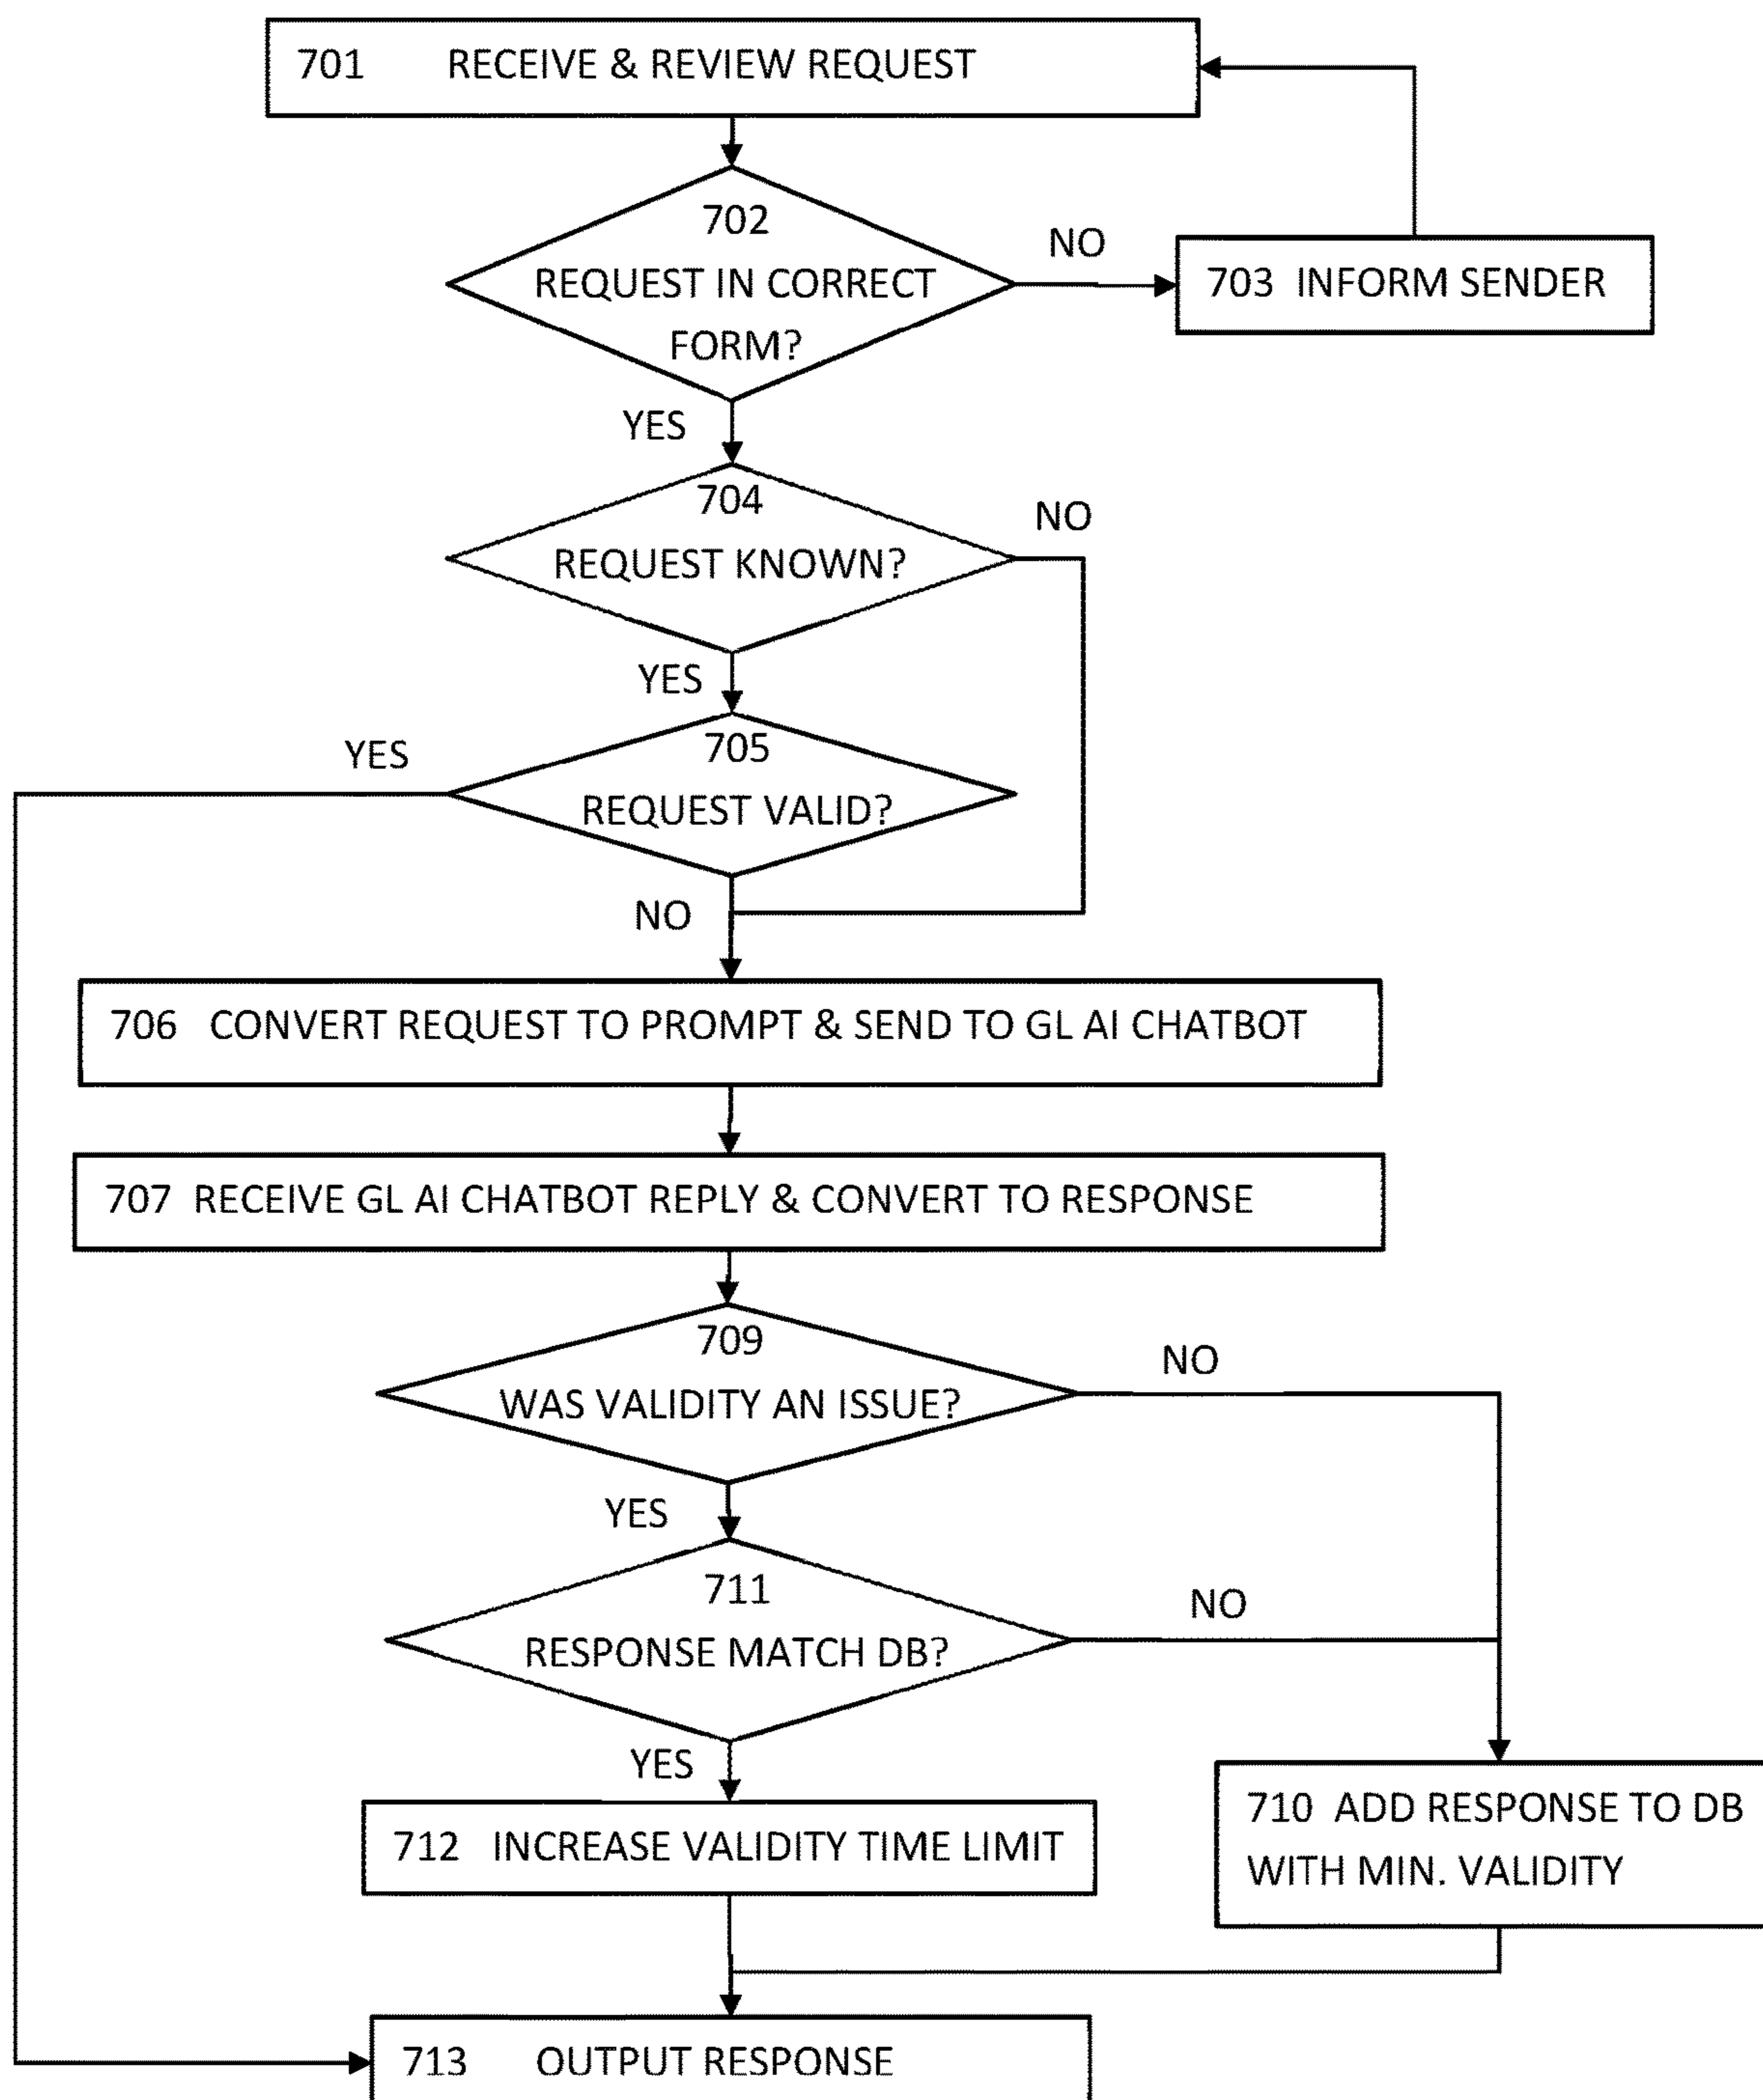 701 RECEIVE & REVIEW REQUEST
702
REQUEST IN CORRECT
FORM?
NO
703 INFORM SENDER
YES
704
REQUEST KNOWN?
NO
YES
705
REQUEST VALID?
YES
NO
706 CONVERT REQUEST TO PROMPT & SEND TO GL AI CHATBOT
707 RECEIVE GL AI CHATBOT REPLY & CONVERT TO RESPONSE
709
WAS VALIDITY AN ISSUE?
NO
YES
711
RESPONSE MATCH DB?
NO
YES
712 INCREASE VALIDITY TIME LIMIT
710 ADD RESPONSE TO DB
WITH MIN. VALIDITY
713 OUTPUT RESPONSE